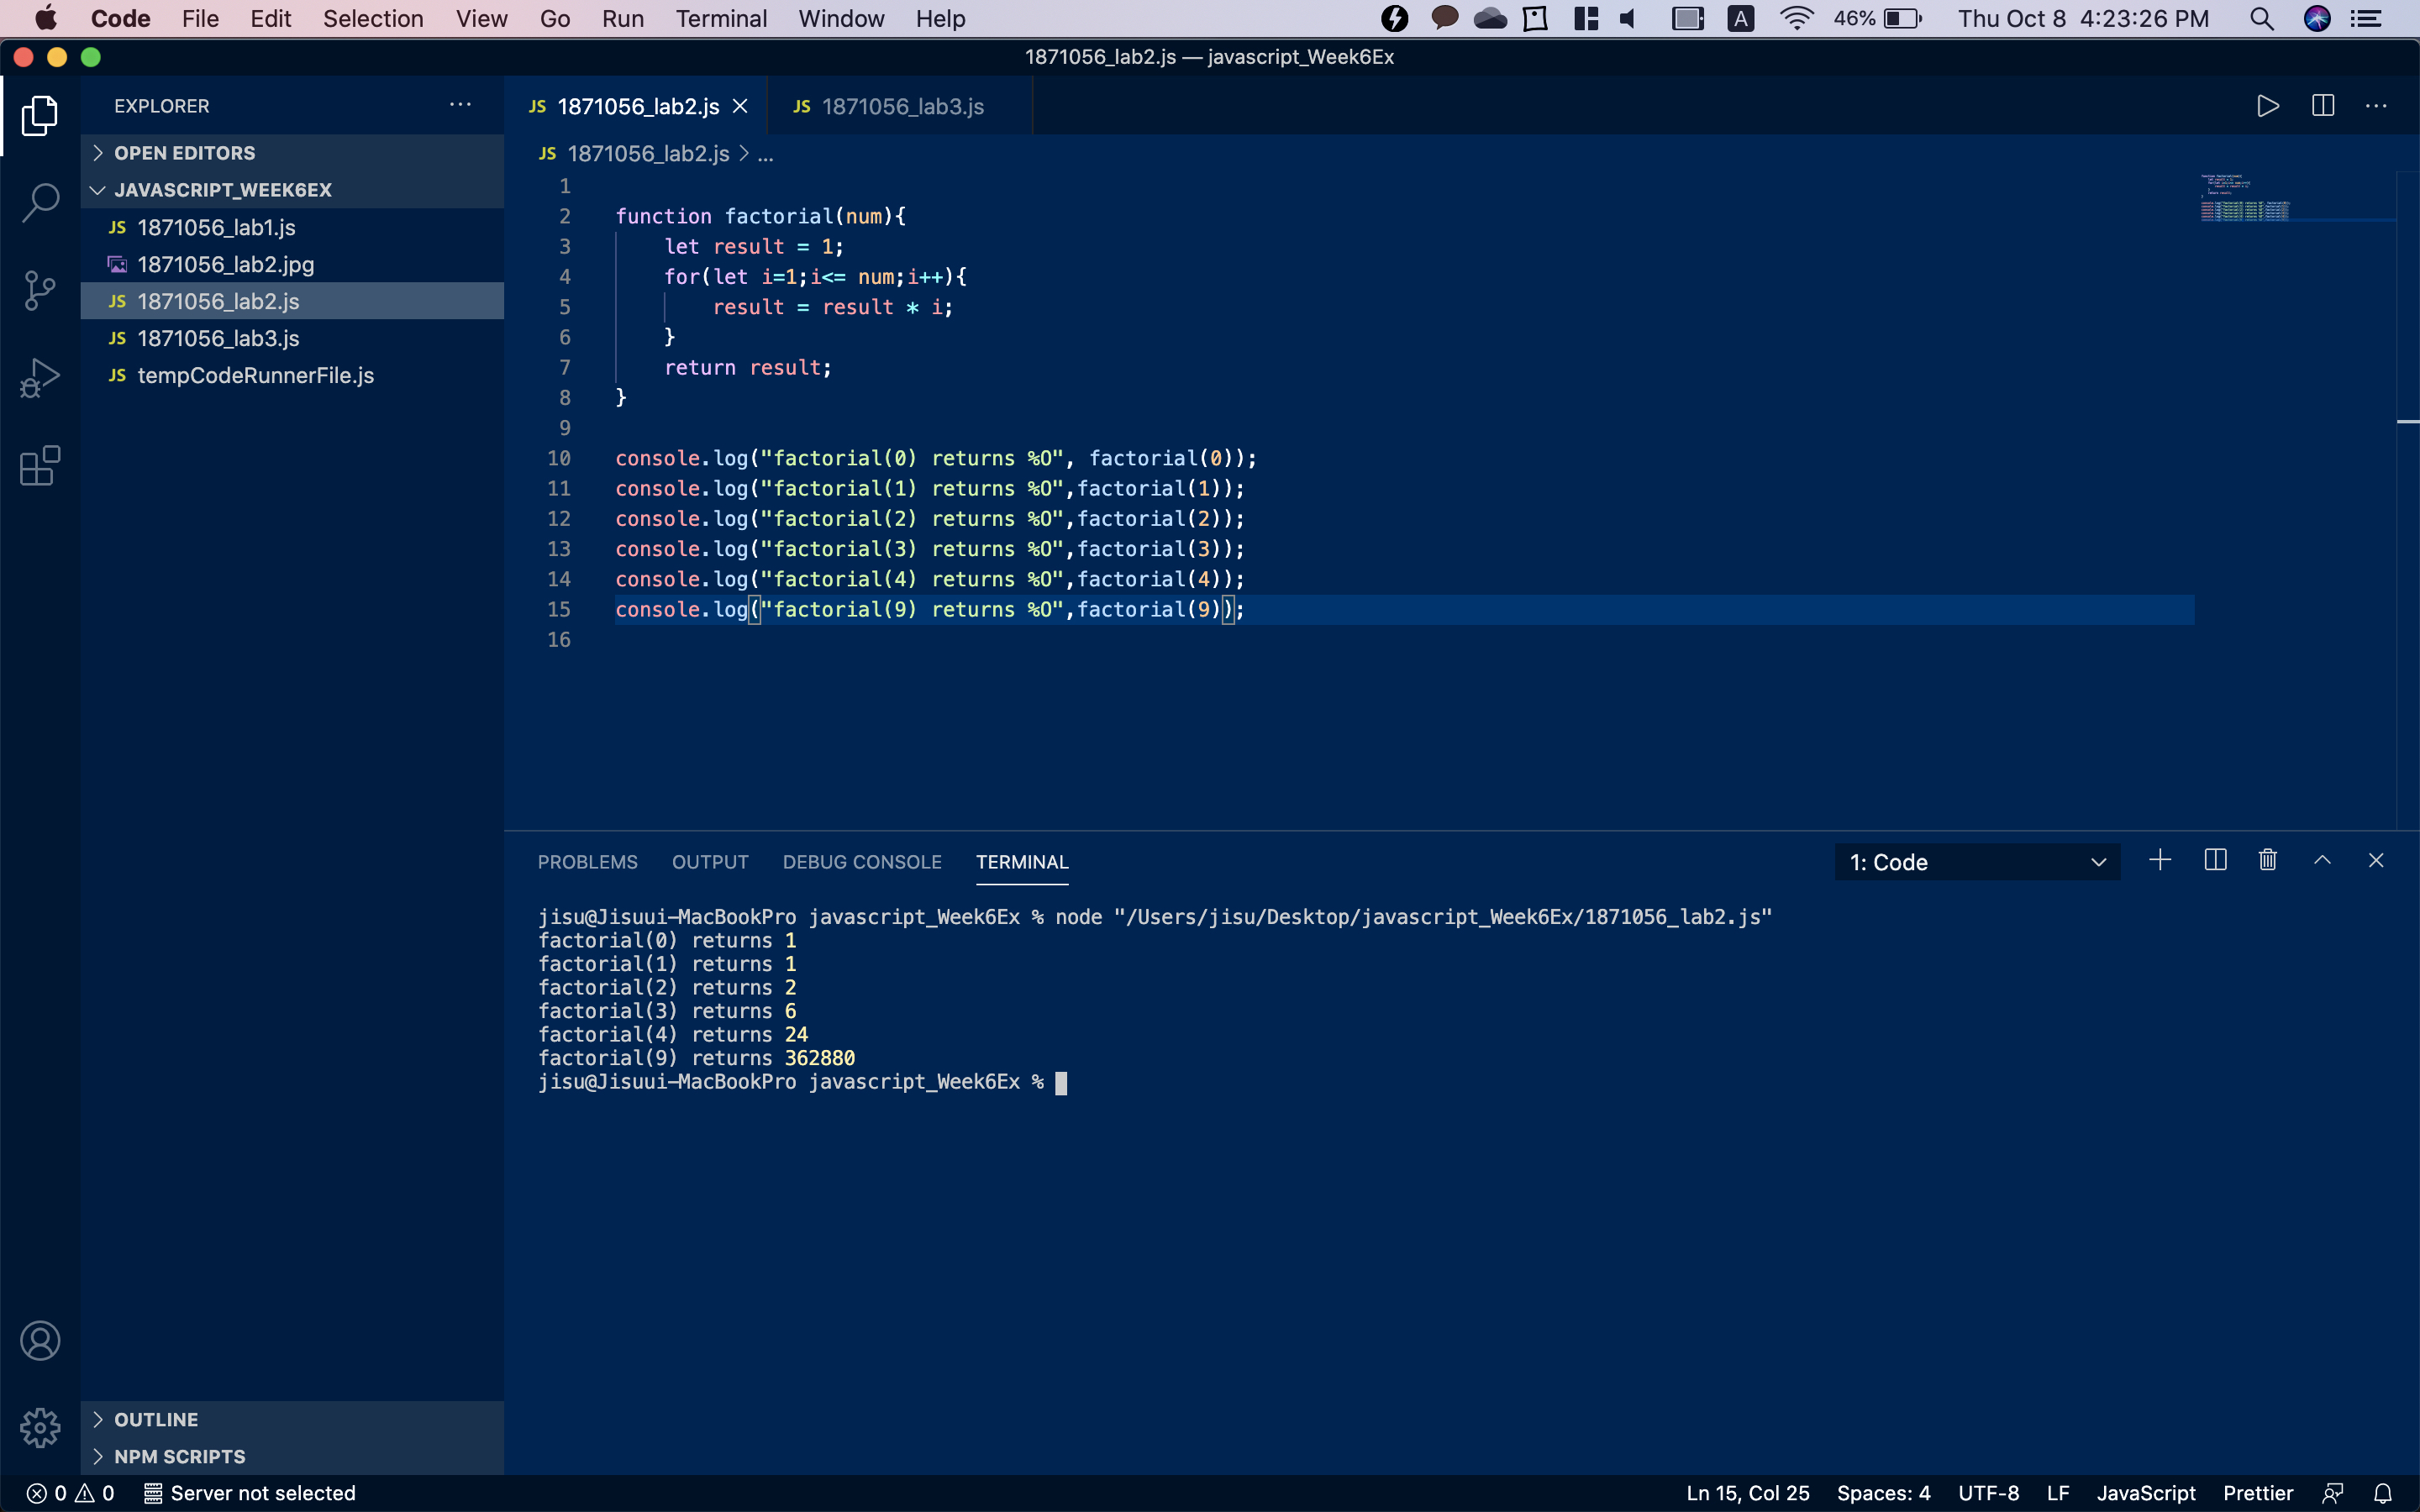 Code File Edit Selection View Go Run Terminal Window Help A 46% Thu Oct 8 4:23:26 PM
1871056_lab2.js — javascript_Week6Ex
EXPLORER ...
OPEN EDITORS
JAVASCRIPT_WEEK6EX
JS 1871056_lab1.js
1871056_lab2.jpg
JS 1871056_lab2.js
JS 1871056_lab3.js
JS tempCodeRunnerFile.js
OUTLINE
NPM SCRIPTS
JS 1871056_lab2.js JS 1871056_lab3.js
JS 1871056_lab2.js > ...
1
2 function factorial(num){
3     let result = 1;
4     for(let i=1;i<= num;i++){
5         result = result * i;
6     }
7     return result;
8 }
9
10 console.log("factorial(0) returns %O", factorial(0));
11 console.log("factorial(1) returns %O",factorial(1));
12 console.log("factorial(2) returns %O",factorial(2));
13 console.log("factorial(3) returns %O",factorial(3));
14 console.log("factorial(4) returns %O",factorial(4));
15 console.log("factorial(9) returns %O",factorial(9));
16
PROBLEMS OUTPUT DEBUG CONSOLE TERMINAL 1: Code
jisu@Jisuui-MacBookPro javascript_Week6Ex % node "/Users/jisu/Desktop/javascript_Week6Ex/1871056_lab2.js"
factorial(0) returns 1
factorial(1) returns 1
factorial(2) returns 2
factorial(3) returns 6
factorial(4) returns 24
factorial(9) returns 362880
jisu@Jisuui-MacBookPro javascript_Week6Ex %
0 0 Server not selected Ln 15, Col 25 Spaces: 4 UTF-8 LF JavaScript Prettier